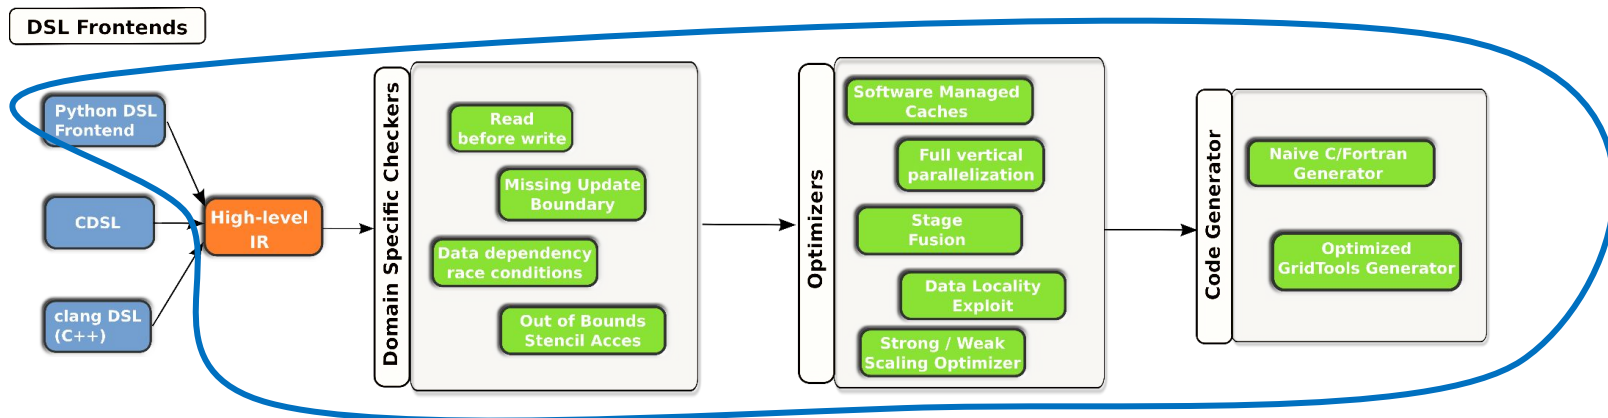 DSL Frontends
Python DSL
Frontend
CDSL
clang DSL
(C++)
High-level
IR
Domain Specific Checkers
Read
before write
Missing Update
Boundary
Data dependency
race conditions
Out of Bounds
Stencil Acces
Optimizers
Software Managed
Caches
Full vertical
parallelization
Stage
Fusion
Data Locality
Exploit
Strong / Weak
Scaling Optimizer
Code Generator
Naive C/Fortran
Generator
Optimized
GridTools Generator